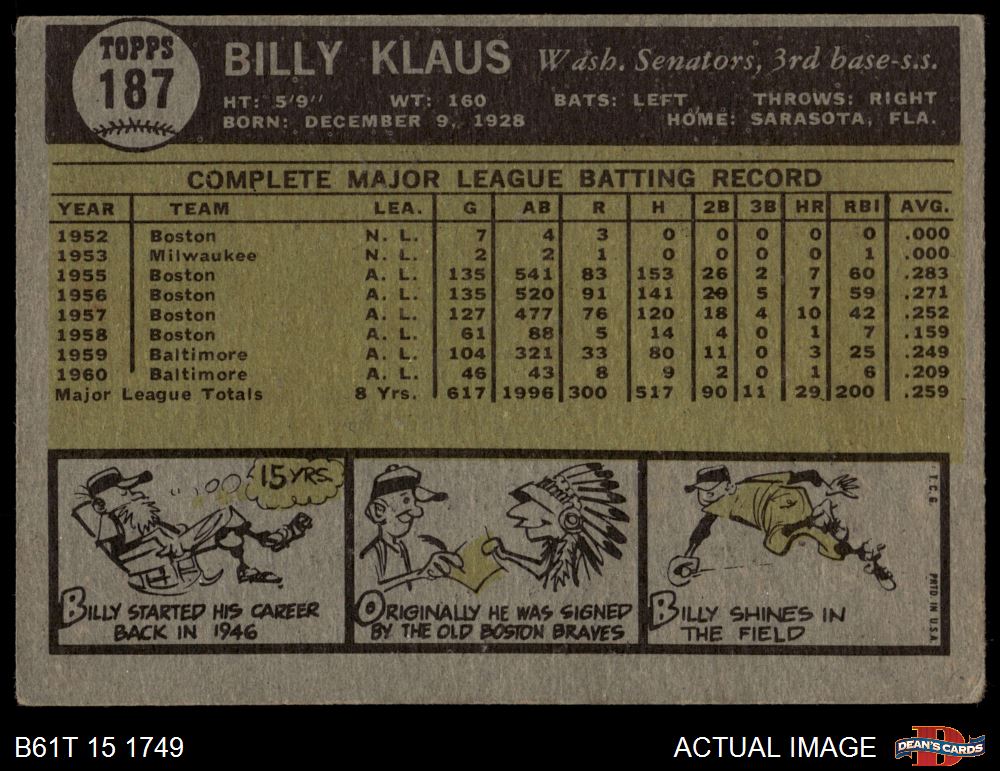 TOPPS
187
BILLY KLAUS Wash. Senators, 3rd base-s.s.
HT: 5'9" WT: 160 BATS: LEFT THROWS: RIGHT
BORN: DECEMBER 9, 1928 HOME: SARASOTA, FLA.
COMPLETE MAJOR LEAGUE BATTING RECORD
YEAR TEAM LEA. G AB R H 2B 3B HR RBI AVG.
1952 Boston N. L. 7 4 3 0 0 0 0 0 .000
1953 Milwaukee N. L. 2 2 1 0 0 0 0 1 .000
1955 Boston A. L. 135 541 83 153 26 2 7 60 .283
1956 Boston A. L. 135 520 91 141 29 5 7 59 .271
1957 Boston A. L. 127 477 76 120 18 4 10 42 .252
1958 Boston A. L. 61 88 5 14 4 0 1 7 .159
1959 Baltimore A. L. 104 321 33 80 11 0 3 25 .249
1960 Baltimore A. L. 46 43 8 9 2 0 1 6 .209
Major League Totals 8 Yrs. 617 1996 300 517 90 11 29 200 .259
15 YRS.
BILLY STARTED HIS CAREER
BACK IN 1946
ORIGINALLY HE WAS SIGNED
BY THE OLD BOSTON BRAVES
BILLY SHINES IN
THE FIELD
T.C.G.
PRTD IN U.S.A.
B61T 15 1749
ACTUAL IMAGE
DEAN'S CARDS